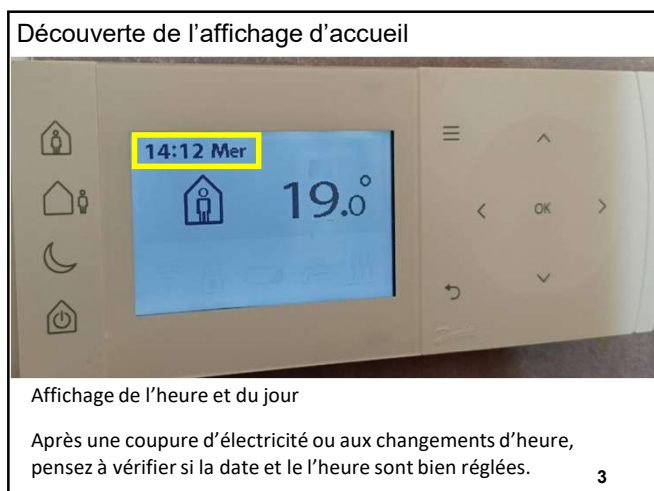 Découverte de l’affichage d’accueil
14:12 Mer
19.0°
OK
Affichage de l’heure et du jour
Après une coupure d’électricité ou aux changements d’heure,
pensez à vérifier si la date et le l’heure sont bien réglées.
3